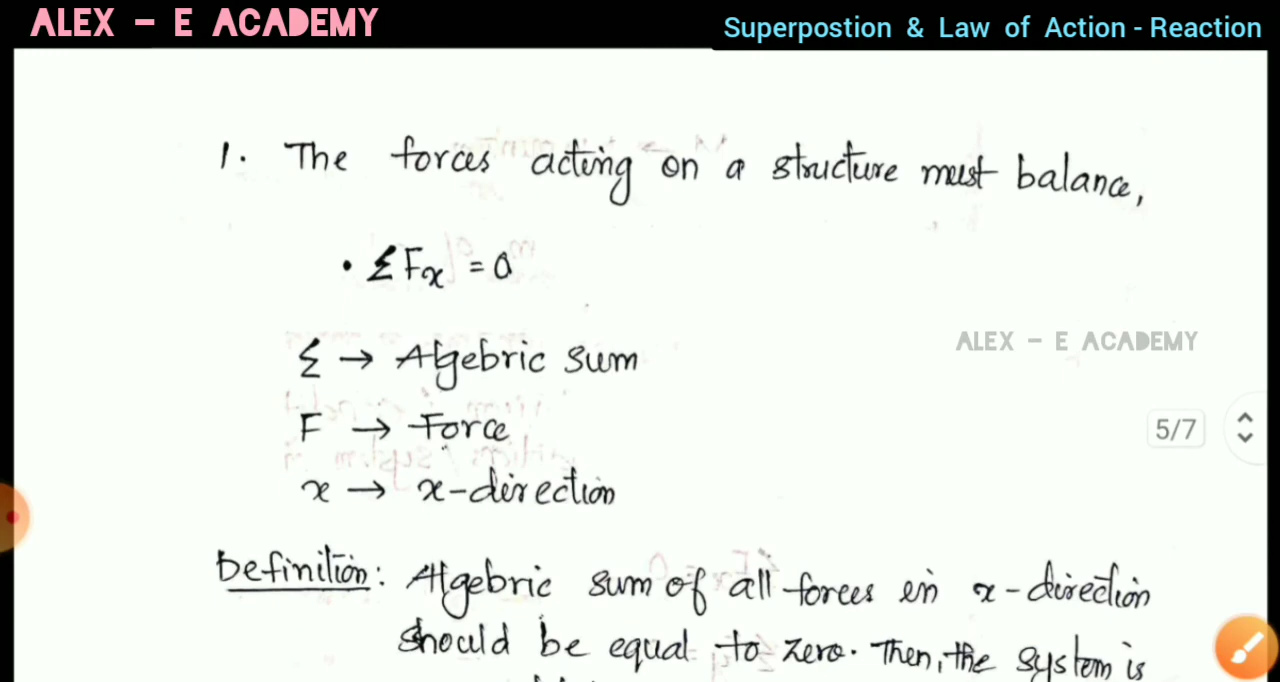 ALEX – E ACADEMY
Superpostion & Law of Action - Reaction
1. The forces acting on a structure must balance,
• ΣFx = 0
ALEX – E ACADEMY
Σ → Algebric sum
F → Force
5/7
x → x-direction
Definition: Algebric sum of all forces in x-direction
should be equal to zero. Then, the system is